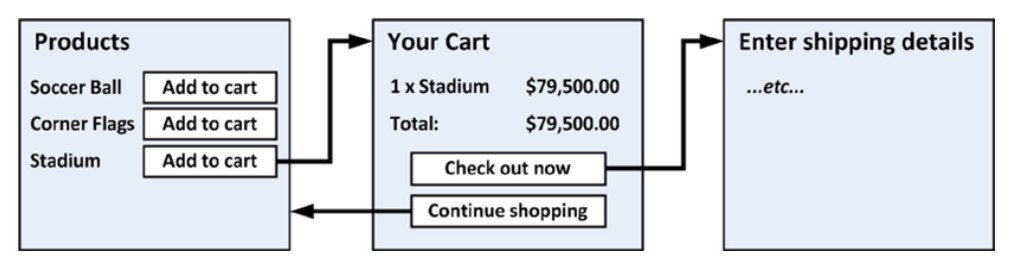 Products
Soccer Ball Add to cart
Corner Flags Add to cart
Stadium Add to cart
Your Cart
1 x Stadium $79,500.00
Total: $79,500.00
Check out now
Continue shopping
Enter shipping details
...etc...